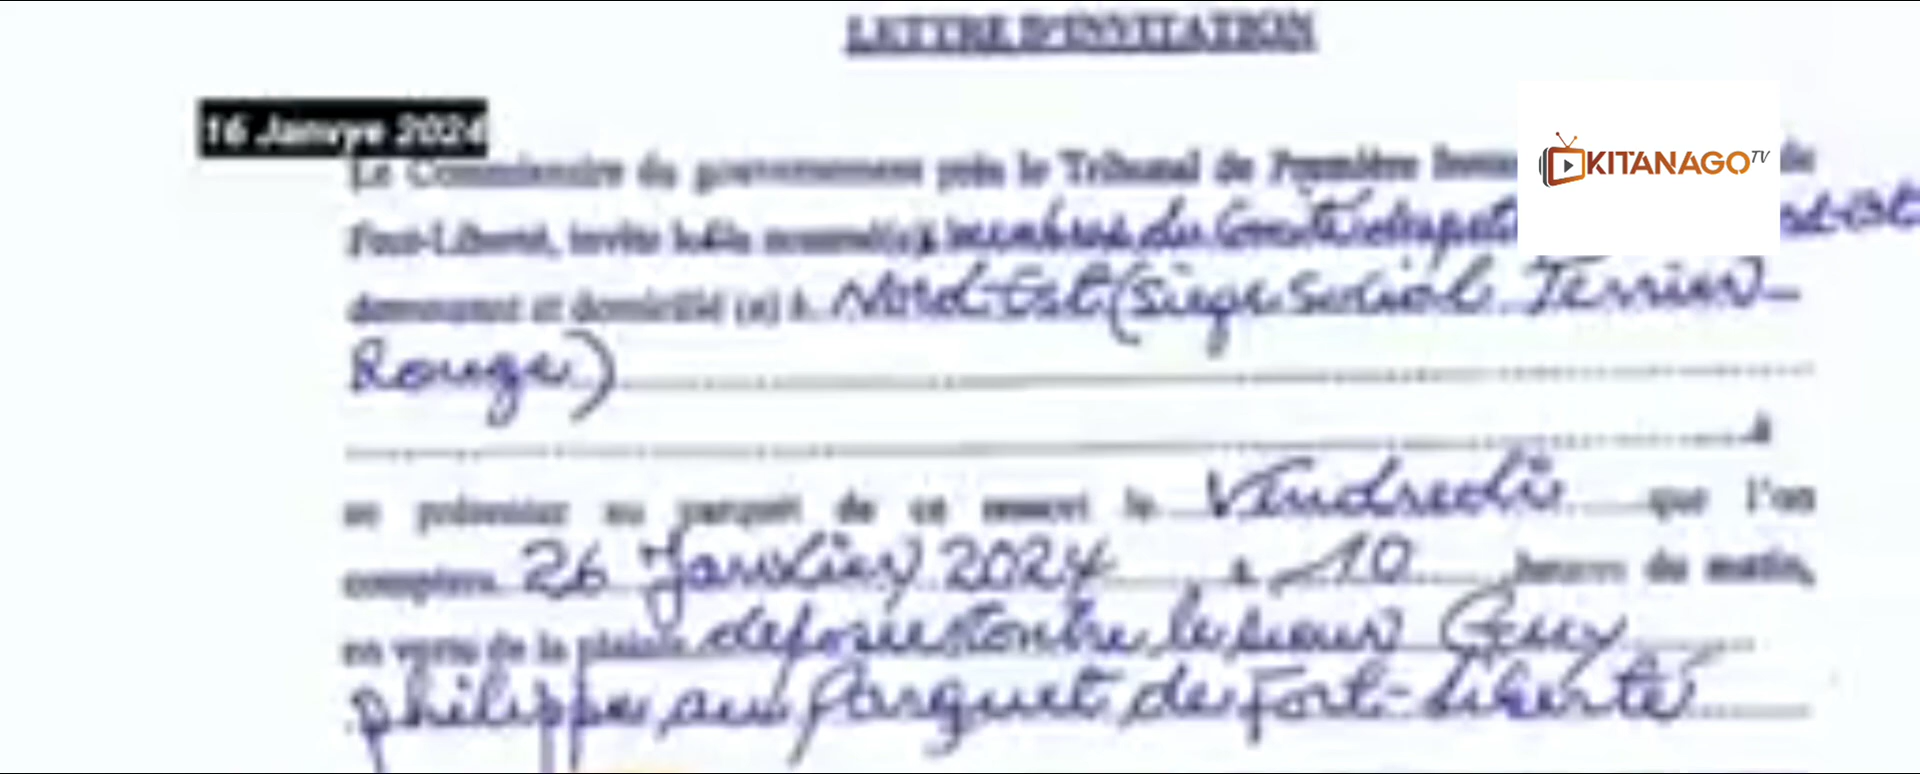 LETTRE D'INVITATION
16 Janvye 2024
KITANAGO TV
Le Commissaire du gouvernement près le Tribunal de Première de
Fort-Liberté, invite le/la nommé(e) membres du Comité
demeurant et domicilié (e) à Nord-Est (Siège Social Terrier-
Rouge)
à
se présenter au parquet de ce ressort le Vendredi que l'on
comptera 26 Janvier 2024 à 10 heures du matin,
en vertu de la plainte contre le sieur Guy
philippe au Parquet de Fort-Liberté